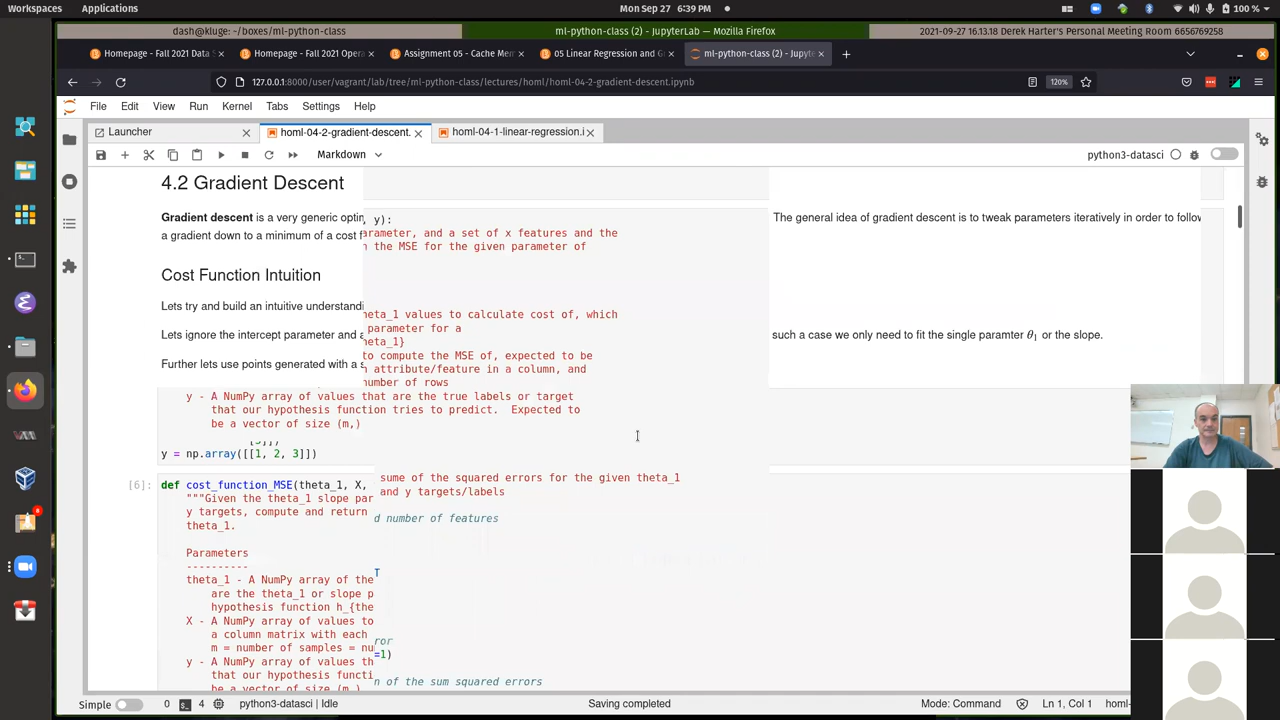 Workspaces
Applications
Mon Sep 27 6:39 PM
100 %
dash@kluge: ~/boxes/ml-python-class
ml-python-class (2) - JupyterLab — Mozilla Firefox
2021-09-27 16.13.18 Derek Harter's Personal Meeting Room 6656769258
Homepage - Fall 2021 Data S
Homepage - Fall 2021 Opera
Assignment 05 - Cache Mem
05 Linear Regression and G
ml-python-class (2) - Jupyte
127.0.0.1:8000/user/vagrant/lab/tree/ml-python-class/lectures/homl/homl-04-2-gradient-descent.ipynb
120%
File Edit View Run Kernel Tabs Settings Help
Launcher
homl-04-2-gradient-descent.
homl-04-1-linear-regression.i
Markdown
python3-datasci
4.2 Gradient Descent
, y):
Gradient descent is a very generic optin
The general idea of gradient descent is to tweak parameters iteratively in order to follow
arameter, and a set of x features and the
a gradient down to a minimum of a cost f
n the MSE for the given parameter of
Cost Function Intuition
Lets try and build an intuitive understandi
heta_1 values to calculate cost of, which
parameter for a
Lets ignore the intercept parameter and a
such a case we only need to fit the single paramter θ1 or the slope.
heta_1}
to compute the MSE of, expected to be
Further lets use points generated with a s
n attribute/feature in a column, and
number of rows
y - A NumPy array of values that are the true labels or target
that our hypothesis function tries to predict. Expected to
be a vector of size (m,)
y = np.array([[1, 2, 3]])
sume of the squared errors for the given theta_1
[6]: def cost_function_MSE(theta_1, X,
and y targets/labels
"""Given the theta_1 slope par
y targets, compute and return
d number of features
theta_1.
Parameters
----------
T
theta_1 - A NumPy array of the
are the theta_1 or slope p
hypothesis function h_{the
X - A NumPy array of values to
a column matrix with each
ror
m = number of samples = nu
=1)
y - A NumPy array of values th
that our hypothesis functi
n of the sum squared errors
be a vector of size (m,)
Simple
0
4
python3-datasci | Idle
Saving completed
Mode: Command
Ln 1, Col 1
homl-